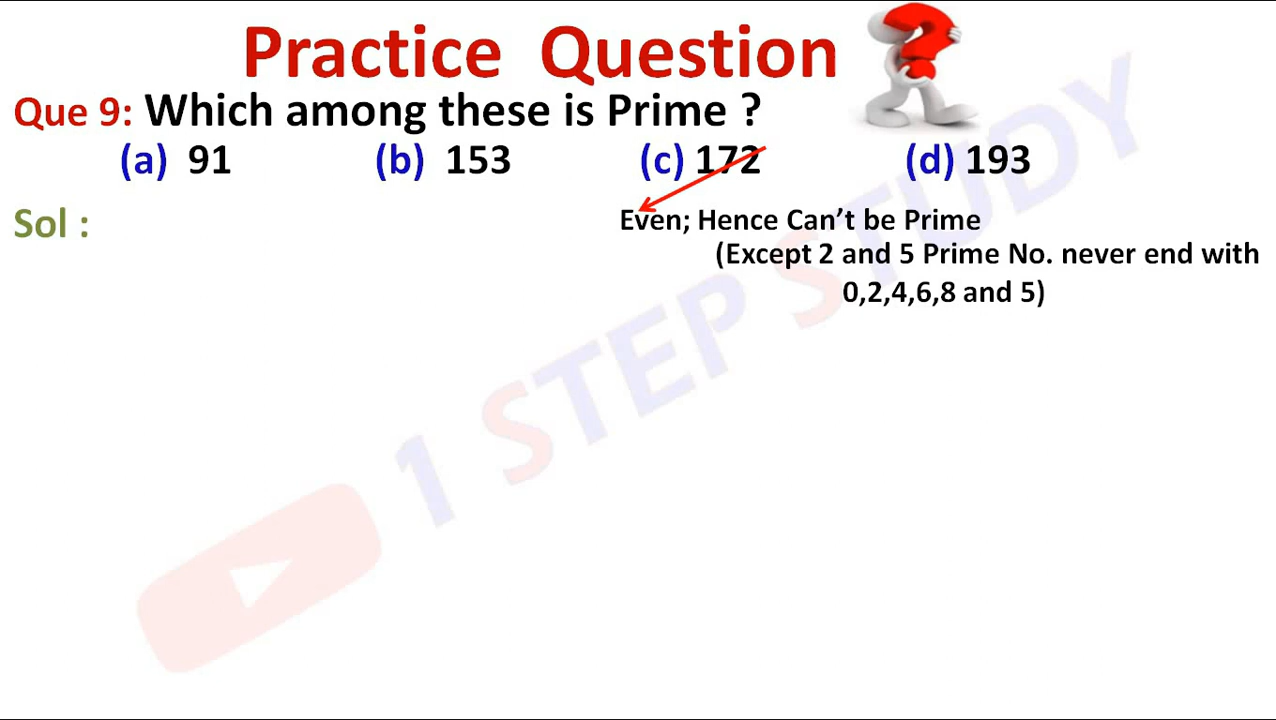 Practice Question
Que 9: Which among these is Prime ?
(a) 91 (b) 153 (c) 172 (d) 193
Sol :
Even; Hence Can’t be Prime
(Except 2 and 5 Prime No. never end with
0,2,4,6,8 and 5)
1 STEP STUDY